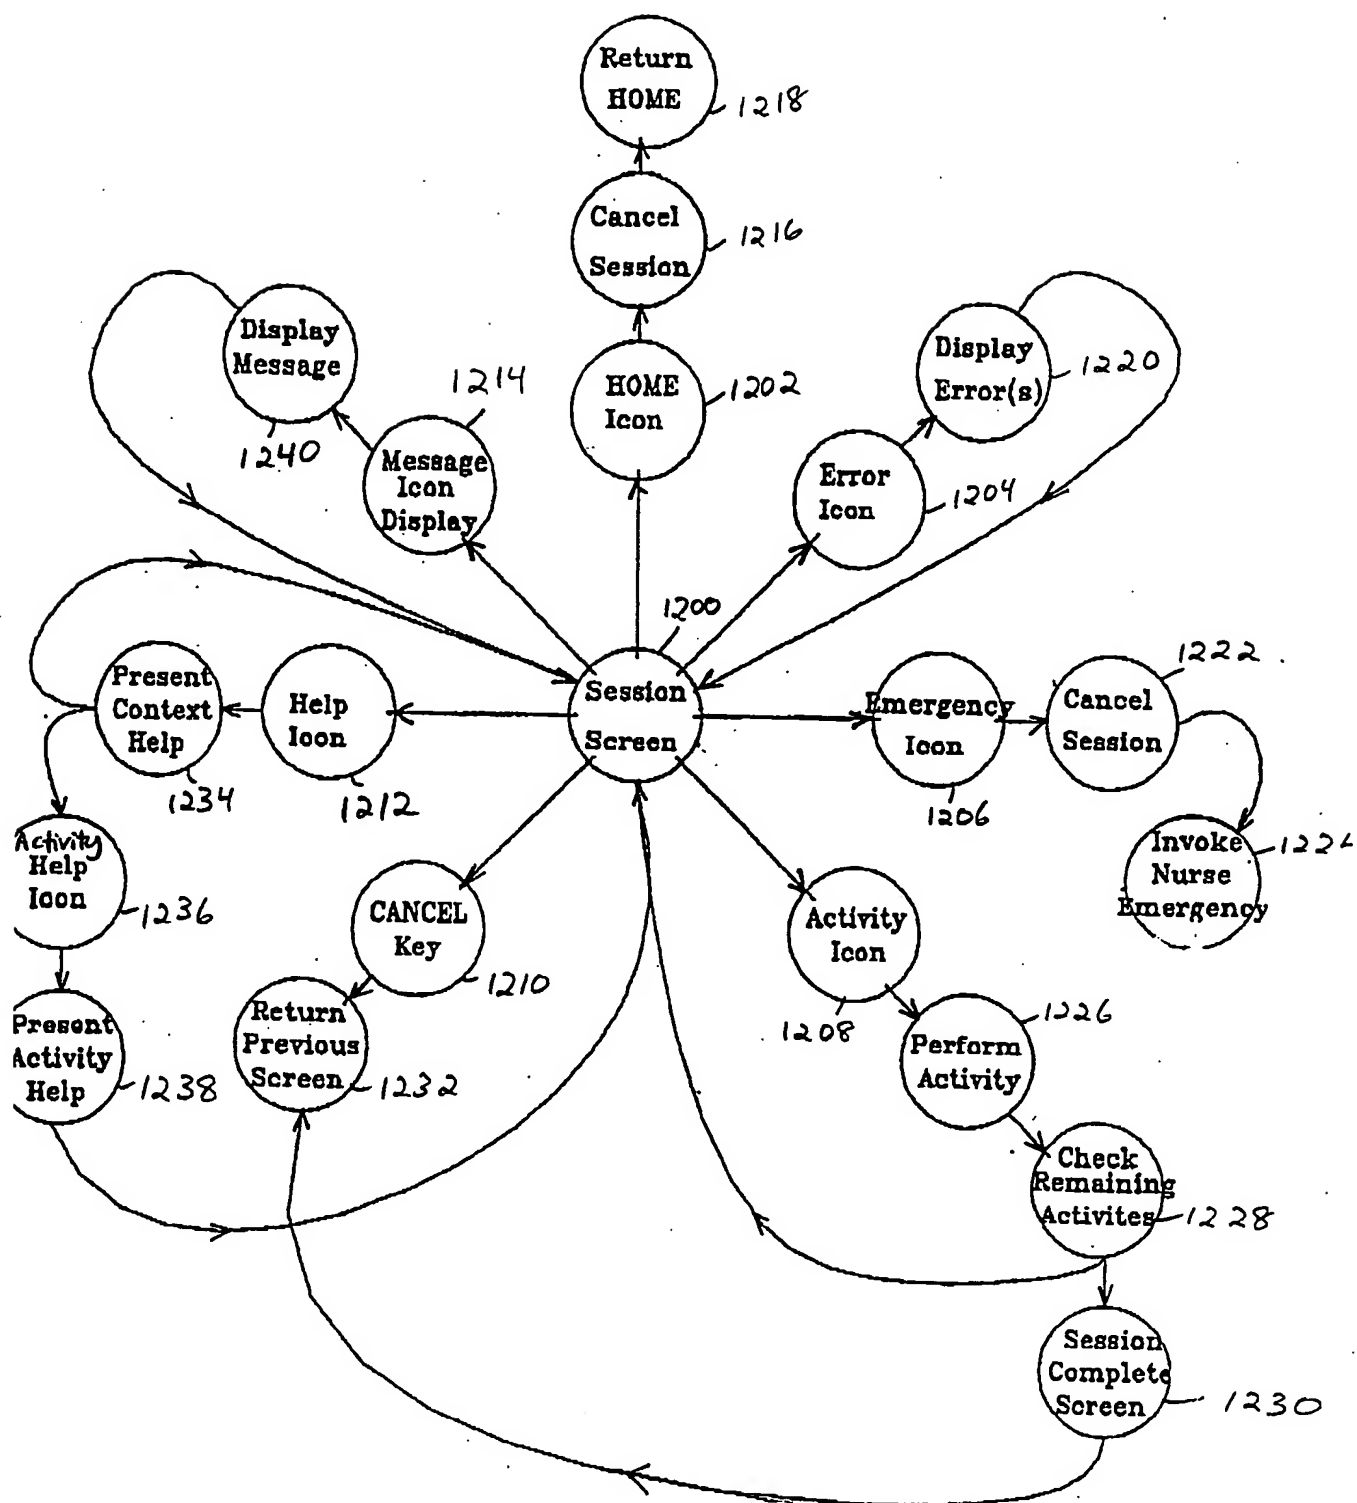 Return
HOME
1218
Cancel
Session
1216
HOME
Icon
1202
Display
Message
1240
1214
Message
Icon
Display
Display
Error(s)
1220
Error
Icon
1204
1200
Session
Screen
Present
Context
Help
1234
Help
Icon
1212
Emergency
Icon
1206
1222
Cancel
Session
Invoke
Nurse
Emergency
Activity
Help
Icon
1236
CANCEL
Key
1210
Activity
Icon
1208
Present
Activity
Help
1238
Return
Previous
Screen
1232
Perform
Activity
1226
Check
Remaining
Activites
1228
Session
Complete
Screen
1230